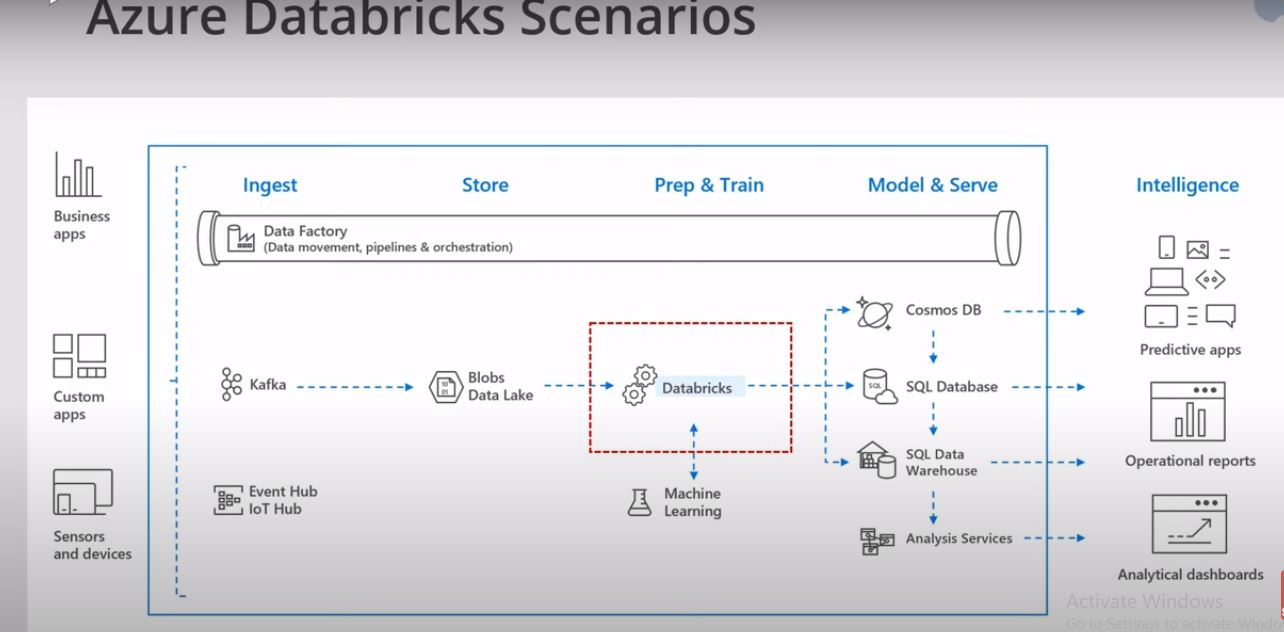 Azure Databricks Scenarios
Ingest
Store
Prep & Train
Model & Serve
Intelligence
Business
apps
Data Factory
(Data movement, pipelines & orchestration)
Custom
apps
Sensors
and devices
Kafka
Event Hub
IoT Hub
Blobs
Data Lake
Databricks
Machine
Learning
Cosmos DB
SQL
SQL Database
SQL Data
Warehouse
Analysis Services
Predictive apps
Operational reports
Analytical dashboards
Activate Windows
Go to Settings to activate Windo